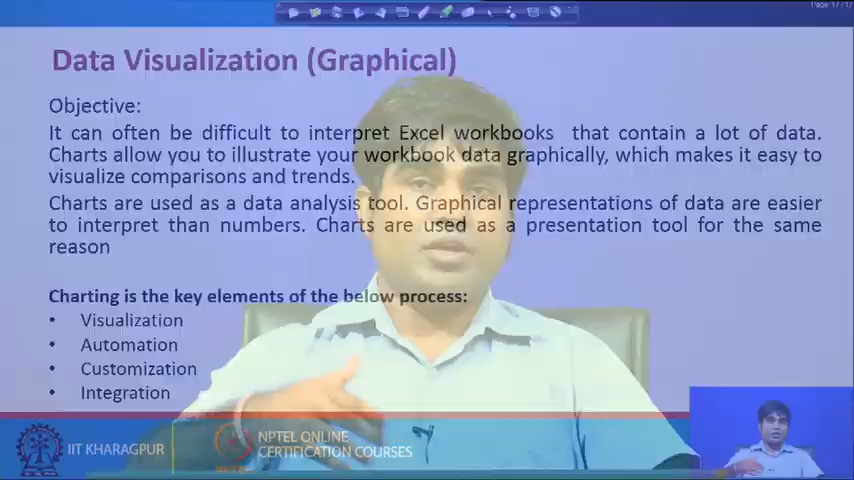 Page 17/17
Data Visualization (Graphical)
Objective:
It can often be difficult to interpret Excel workbooks that contain a lot of data.
Charts allow you to illustrate your workbook data graphically, which makes it easy to
visualize comparisons and trends.
Charts are used as a data analysis tool. Graphical representations of data are easier
to interpret than numbers. Charts are used as a presentation tool for the same
reason
Charting is the key elements of the below process:
• Visualization
• Automation
• Customization
• Integration
IIT KHARAGPUR
NPTEL ONLINE
CERTIFICATION COURSES